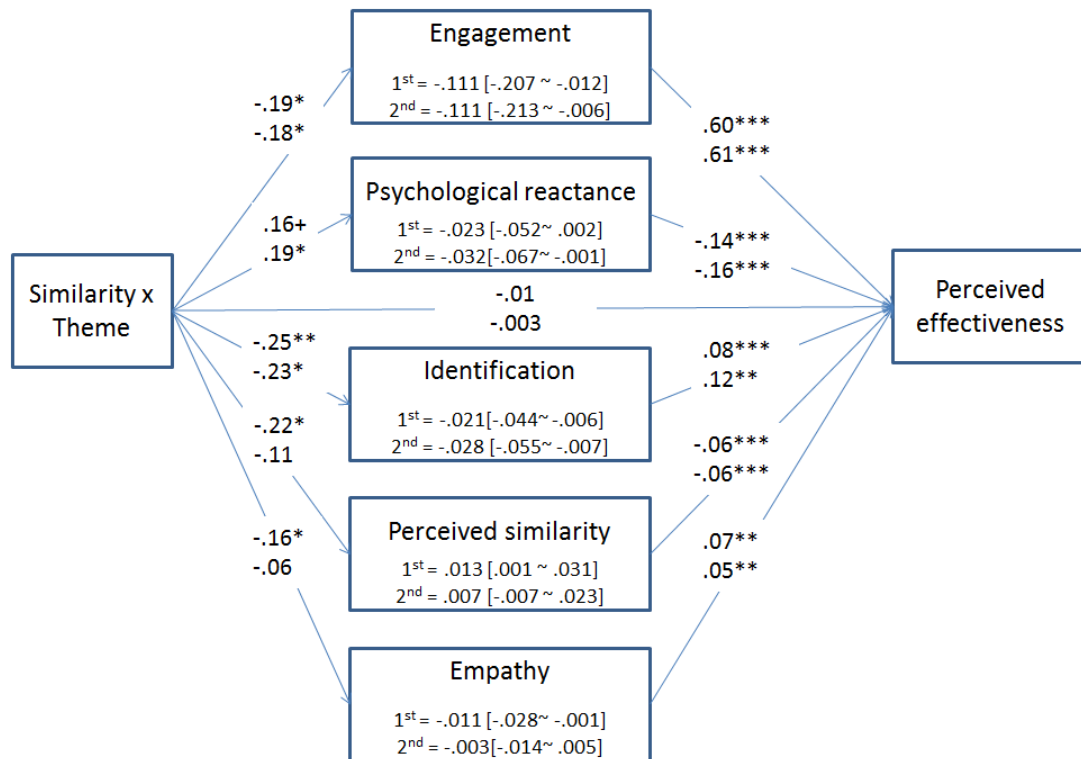 Engagement
1st = -.111 [-.207 ~ -.012]
2nd = -.111 [-.213 ~ -.006]
-.19*
-.18*
.60***
.61***
Psychological reactance
1st = -.023 [-.052~ .002]
2nd = -.032[-.067~ -.001]
.16+
.19*
-.14***
-.16***
Similarity x
Theme
-.01
-.003
Perceived
effectiveness
-.25**
-.23*
Identification
1st = -.021[-.044~ -.006]
2nd = -.028 [-.055~ -.007]
.08***
.12**
-.22*
-.11
Perceived similarity
1st = .013 [.001 ~ .031]
2nd = .007 [-.007 ~ .023]
-.06***
-.06***
-.16*
-.06
Empathy
1st = -.011 [-.028~ -.001]
2nd = -.003[-.014~ .005]
.07**
.05**